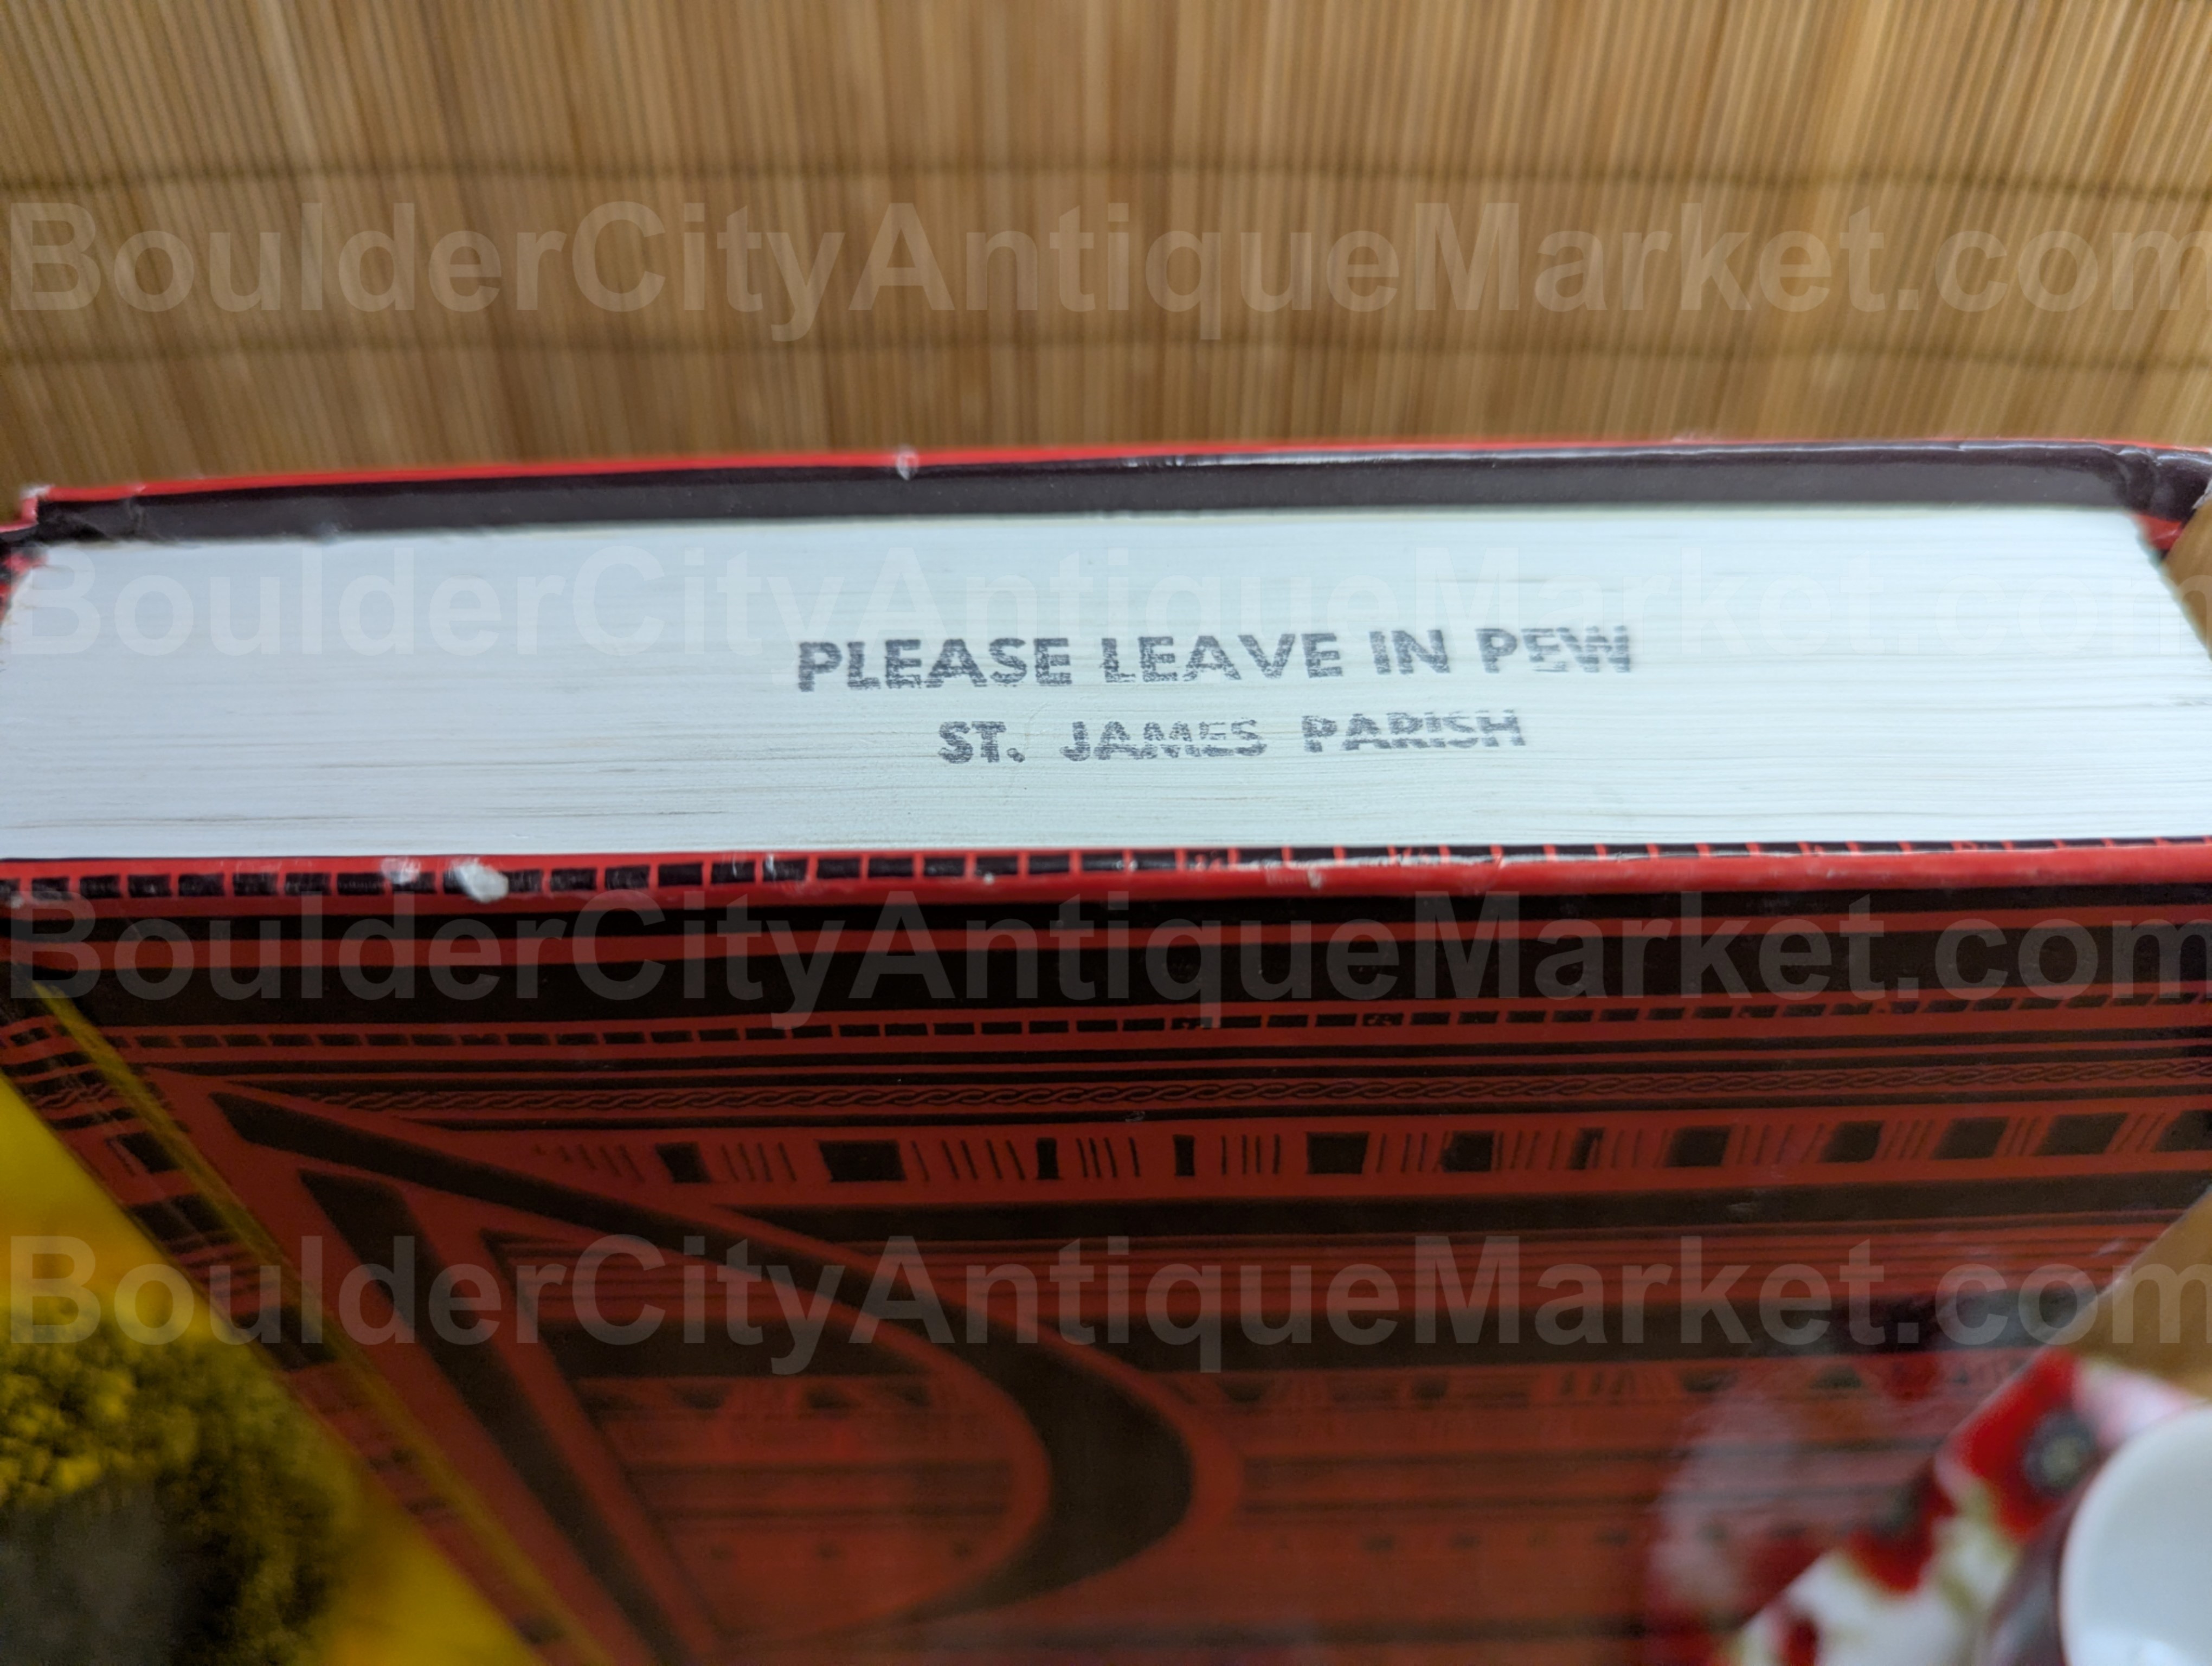 BoulderCityAntiqueMarket.com
BoulderCityAntiqueMarket.com
PLEASE LEAVE IN PEW
ST. JAMES PARISH
BoulderCityAntiqueMarket.com
BoulderCityAntiqueMarket.com